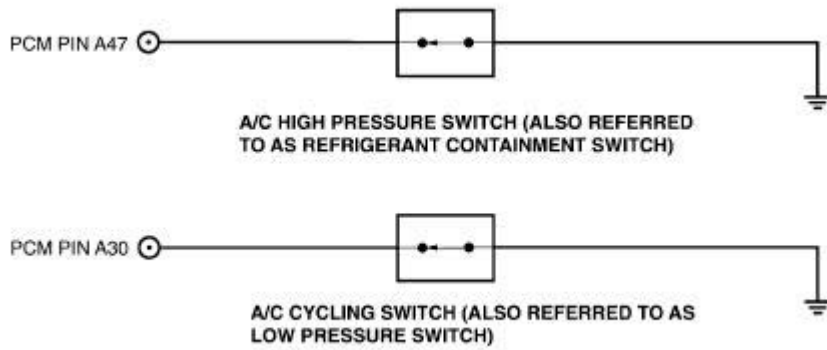 PCM PIN A47
A/C HIGH PRESSURE SWITCH (ALSO REFERRED
TO AS REFRIGERANT CONTAINMENT SWITCH)
PCM PIN A30
A/C CYCLING SWITCH (ALSO REFERRED TO AS
LOW PRESSURE SWITCH)